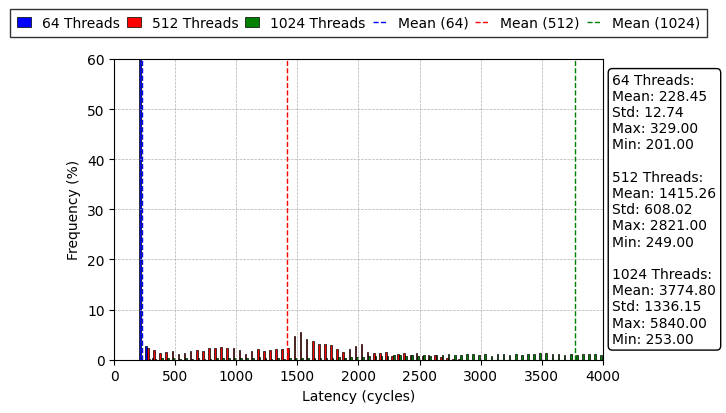 64 Threads 512 Threads 1024 Threads Mean (64) Mean (512) Mean (1024)
60
50
40
30
20
10
0
Frequency (%)
0 500 1000 1500 2000 2500 3000 3500 4000
Latency (cycles)
64 Threads:
Mean: 228.45
Std: 12.74
Max: 329.00
Min: 201.00
512 Threads:
Mean: 1415.26
Std: 608.02
Max: 2821.00
Min: 249.00
1024 Threads:
Mean: 3774.80
Std: 1336.15
Max: 5840.00
Min: 253.00